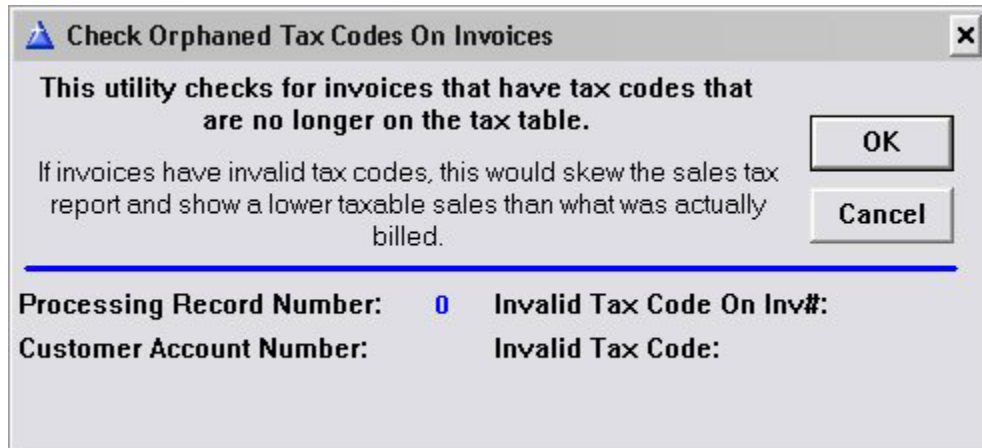 Check Orphaned Tax Codes On Invoices
This utility checks for invoices that have tax codes that
are no longer on the tax table.
If invoices have invalid tax codes, this would skew the sales tax
report and show a lower taxable sales than what was actually
billed.
OK
Cancel
Processing Record Number: 0 Invalid Tax Code On Inv#:
Customer Account Number: Invalid Tax Code: